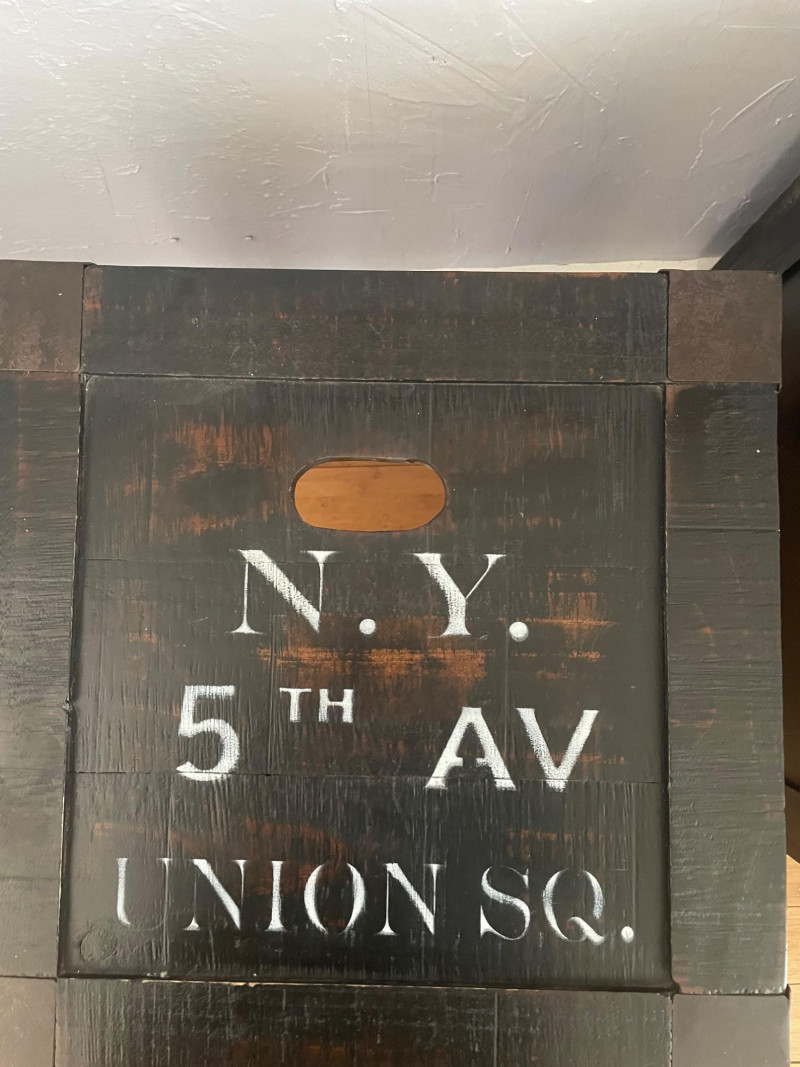 N. Y.
5TH AV
UNION SQ.